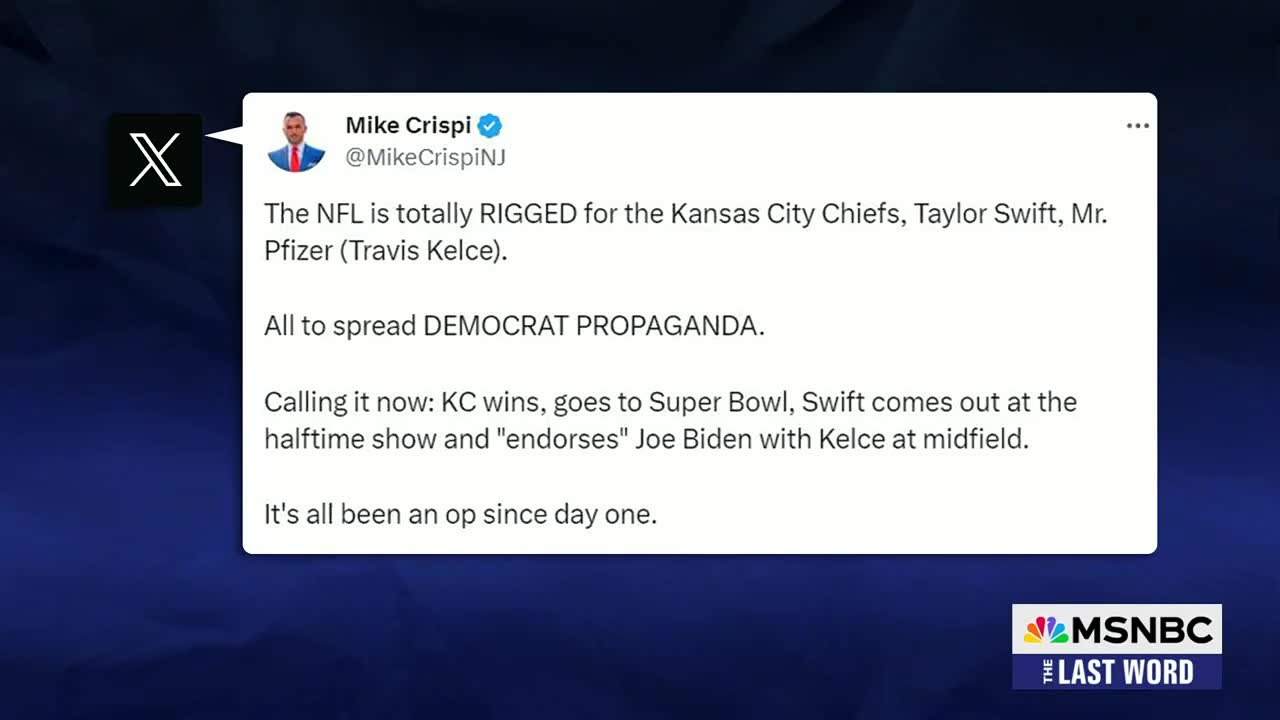 Mike Crispi
@MikeCrispiNJ
The NFL is totally RIGGED for the Kansas City Chiefs, Taylor Swift, Mr.
Pfizer (Travis Kelce).
All to spread DEMOCRAT PROPAGANDA.
Calling it now: KC wins, goes to Super Bowl, Swift comes out at the
halftime show and "endorses" Joe Biden with Kelce at midfield.
It's all been an op since day one.
MSNBC
THE LAST WORD